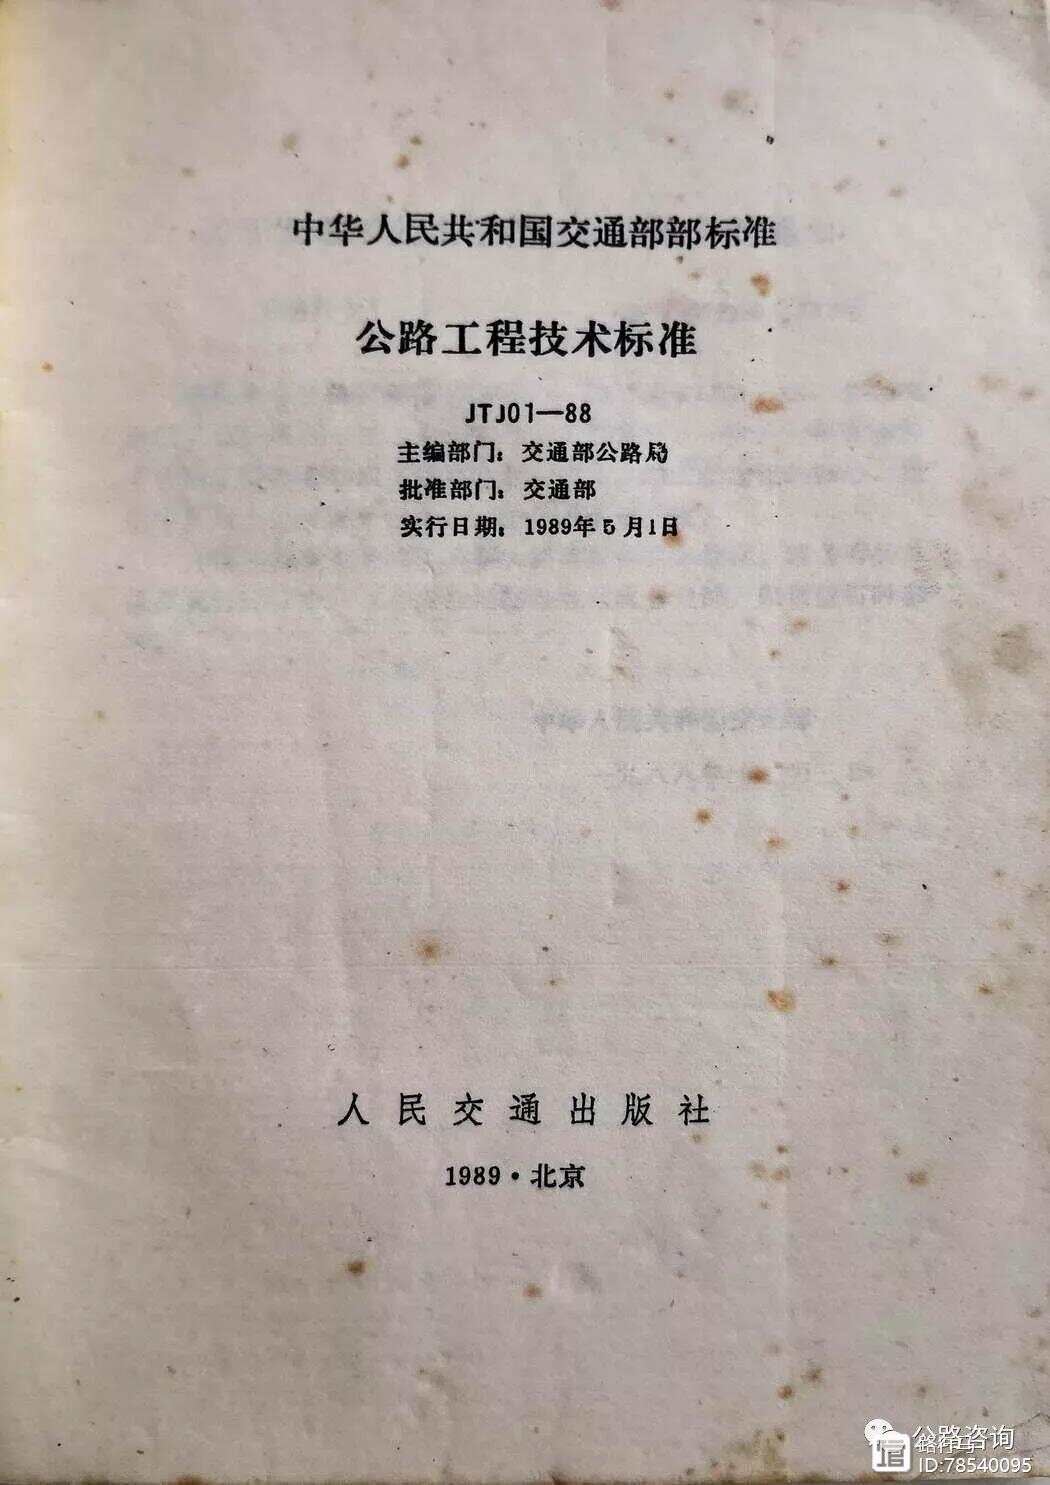 中华人民共和国交通部部标准
公路工程技术标准
JTJ01—88
主编部门：交通部公路局
批准部门：交通部
实行日期：1989年5月1日
人民交通出版社
1989·北京
公路咨询
ID:78540095